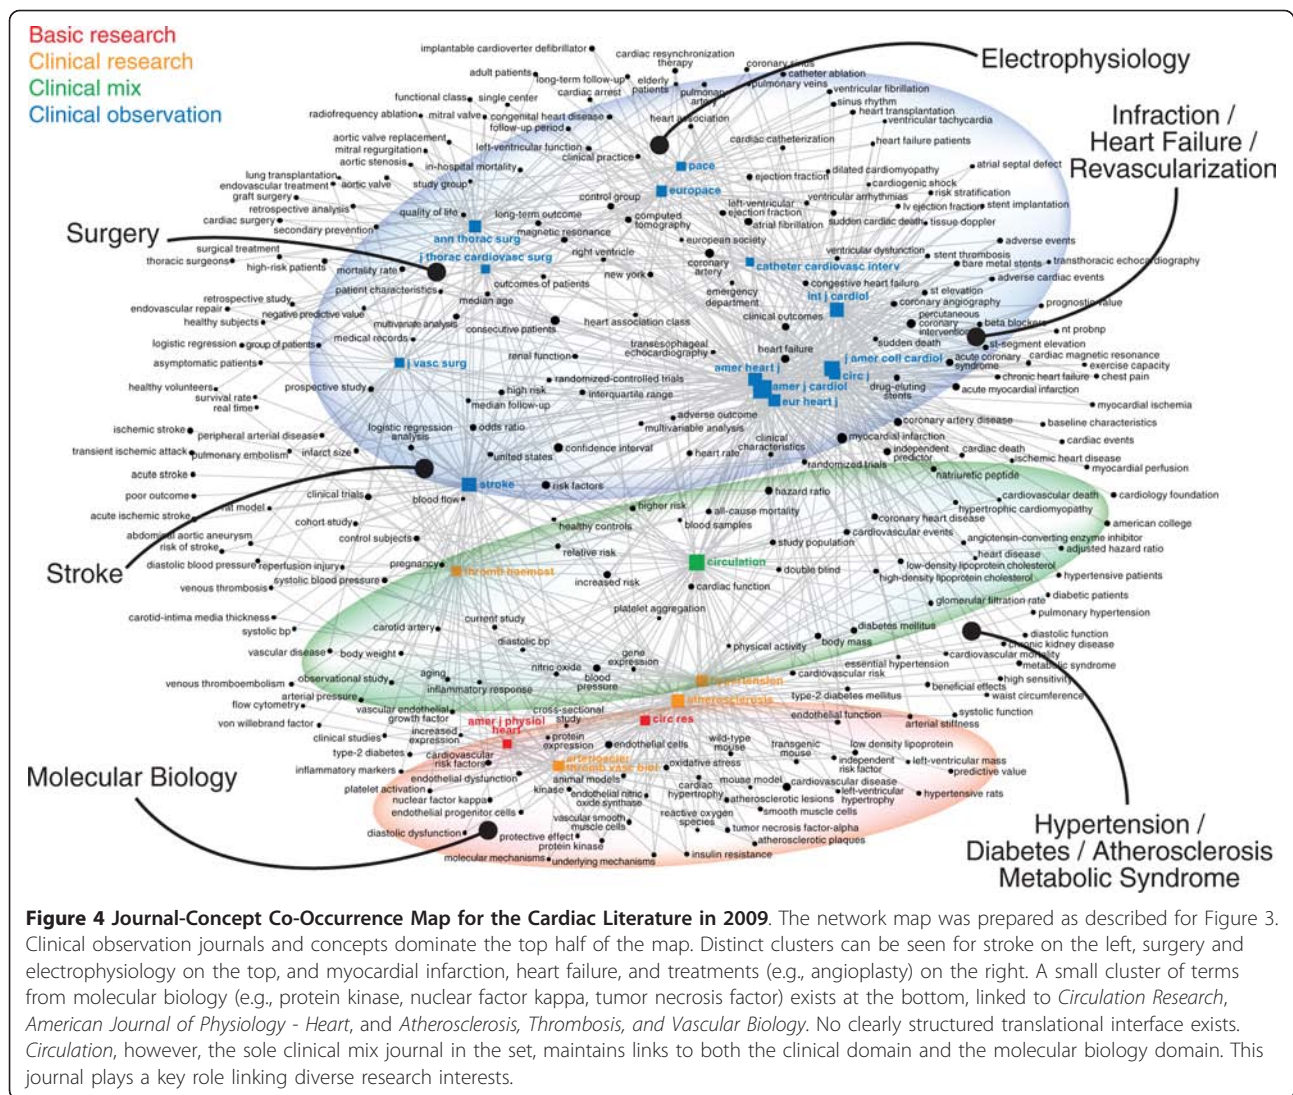 Basic research
Clinical research
Clinical mix
Clinical observation
Electrophysiology
Infraction /
Heart Failure /
Revascularization
Surgery
Stroke
Molecular Biology
Hypertension /
Diabetes / Atherosclerosis
Metabolic Syndrome
implantable cardioverter defibrillator
cardiac resynchronization
therapy
adult patients
long-term follow-up
elderly
patients
coronary sinus
catheter ablation
pulmonary veins
functional class
single center
cardiac arrest
pulmonary
artery
ventricular fibrillation
sinus rhythm
heart transplantation
ventricular tachycardia
radiofrequency ablation
mitral valve
congenital heart disease
follow-up period
heart association
aortic valve replacement
mitral regurgitation
aortic stenosis
left-ventricular function
clinical practice
cardiac catheterization
heart failure patients
in-hospital mortality
pace
atrial septal defect
lung transplantation
endovascular treatment
aortic valve
study group
europace
ejection fraction
dilated cardiomyopathy
cardiogenic shock
graft surgery
control group
ventricular arrhythmias
risk stratification
retrospective analysis
quality of life
long-term outcome
computed
tomography
left-ventricular
ejection fraction
lv ejection fraction
stent implantation
cardiac surgery
secondary prevention
magnetic resonance
atrial fibrillation
sudden cardiac death
tissue doppler
ann thorac surg
european society
adverse events
surgical treatment
j thorac cardiovasc surg
right ventricle
coronary
artery
ventricular dysfunction
stent thrombosis
thoracic surgeons
high-risk patients
mortality rate
new york
catheter cardiovasc interv
bare metal stents
transthoracic echocardiography
outcomes of patients
emergency
department
congestive heart failure
adverse cardiac events
patient characteristics
median age
int j cardiol
st elevation
coronary angiography
prognostic value
retrospective study
endovascular repair
negative predictive value
healthy subjects
multivariate analysis
consecutive patients
heart association class
clinical outcomes
percutaneous
coronary
intervention
beta blockers
nt probnp
medical records
logistic regression
group of patients
renal function
transesophageal
echocardiography
heart failure
sudden death
st-segment elevation
asymptomatic patients
j vasc surg
amer heart j
j amer coll cardiol
circ j
acute coronary
syndrome
cardiac magnetic resonance
exercise capacity
healthy volunteers
prospective study
randomized-controlled trials
amer j cardiol
drug-eluting
stents
chronic heart failure
chest pain
survival rate
real time
high risk
interquartile range
eur heart j
acute myocardial infarction
median follow-up
adverse outcome
myocardial ischemia
ischemic stroke
peripheral arterial disease
logistic regression
analysis
odds ratio
multivariable analysis
coronary artery disease
baseline characteristics
transient ischemic attack
pulmonary embolism
infarct size
united states
confidence interval
heart rate
clinical
characteristics
myocardial infarction
independent
predictor
cardiac death
cardiac events
acute stroke
randomized trials
ischemic heart disease
myocardial perfusion
natriuretic peptide
stroke
risk factors
poor outcome
clinical trials
blood flow
hazard ratio
cardiovascular death
cardiology foundation
acute ischemic stroke
rat model
higher risk
all-cause mortality
hypertrophic cardiomyopathy
cohort study
healthy controls
blood samples
coronary heart disease
american college
abdominal aortic aneurysm
risk of stroke
control subjects
relative risk
study population
cardiovascular events
angiotensin-converting enzyme inhibitor
adjusted hazard ratio
diastolic blood pressure
reperfusion injury
pregnancy
thromb haemost
circulation
heart disease
low-density lipoprotein cholesterol
venous thrombosis
systolic blood pressure
increased risk
double blind
high-density lipoprotein cholesterol
hypertensive patients
cardiac function
carotid-intima media thickness
platelet aggregation
glomerular filtration rate
diabetic patients
pulmonary hypertension
systolic bp
carotid artery
current study
diabetes mellitus
diastolic function
vascular disease
body weight
diastolic bp
gene
expression
physical activity
body mass
chronic kidney disease
cardiovascular mortality
metabolic syndrome
nitric oxide
blood
pressure
essential hypertension
cardiovascular risk
high sensitivity
venous thromboembolism
observational study
aging
inflammatory response
hypertension
beneficial effects
waist circumference
arterial pressure
atherosclerosis
type-2 diabetes mellitus
flow cytometry
vascular endothelial
growth factor
cross-sectional
study
circ res
endothelial function
systolic function
arterial stiffness
von willebrand factor
amer j physiol
heart
clinical studies
increased
expression
protein
expression
endothelial cells
wild-type
mouse
transgenic
mouse
low density lipoprotein
type-2 diabetes
cardiovascular
risk factors
arterioscler
thromb vasc biol
oxidative stress
independent
risk factor
left-ventricular mass
predictive value
inflammatory markers
endothelial dysfunction
animal models
cardiac
hypertrophy
mouse model
cardiovascular disease
platelet activation
kinase
endothelial nitric
oxide synthase
atherosclerotic lesions
left-ventricular
hypertrophy
hypertensive rats
nuclear factor kappa
endothelial progenitor cells
vascular smooth
muscle cells
reactive oxygen
species
smooth muscle cells
diastolic dysfunction
protective effect
protein kinase
tumor necrosis factor-alpha
atherosclerotic plaques
molecular mechanisms
underlying mechanisms
insulin resistance
Figure 4 Journal-Concept Co-Occurrence Map for the Cardiac Literature in 2009. The network map was prepared as described for Figure 3.
Clinical observation journals and concepts dominate the top half of the map. Distinct clusters can be seen for stroke on the left, surgery and
electrophysiology on the top, and myocardial infarction, heart failure, and treatments (e.g., angioplasty) on the right. A small cluster of terms
from molecular biology (e.g., protein kinase, nuclear factor kappa, tumor necrosis factor) exists at the bottom, linked to Circulation Research,
American Journal of Physiology - Heart, and Atherosclerosis, Thrombosis, and Vascular Biology. No clearly structured translational interface exists.
Circulation, however, the sole clinical mix journal in the set, maintains links to both the clinical domain and the molecular biology domain. This
journal plays a key role linking diverse research interests.